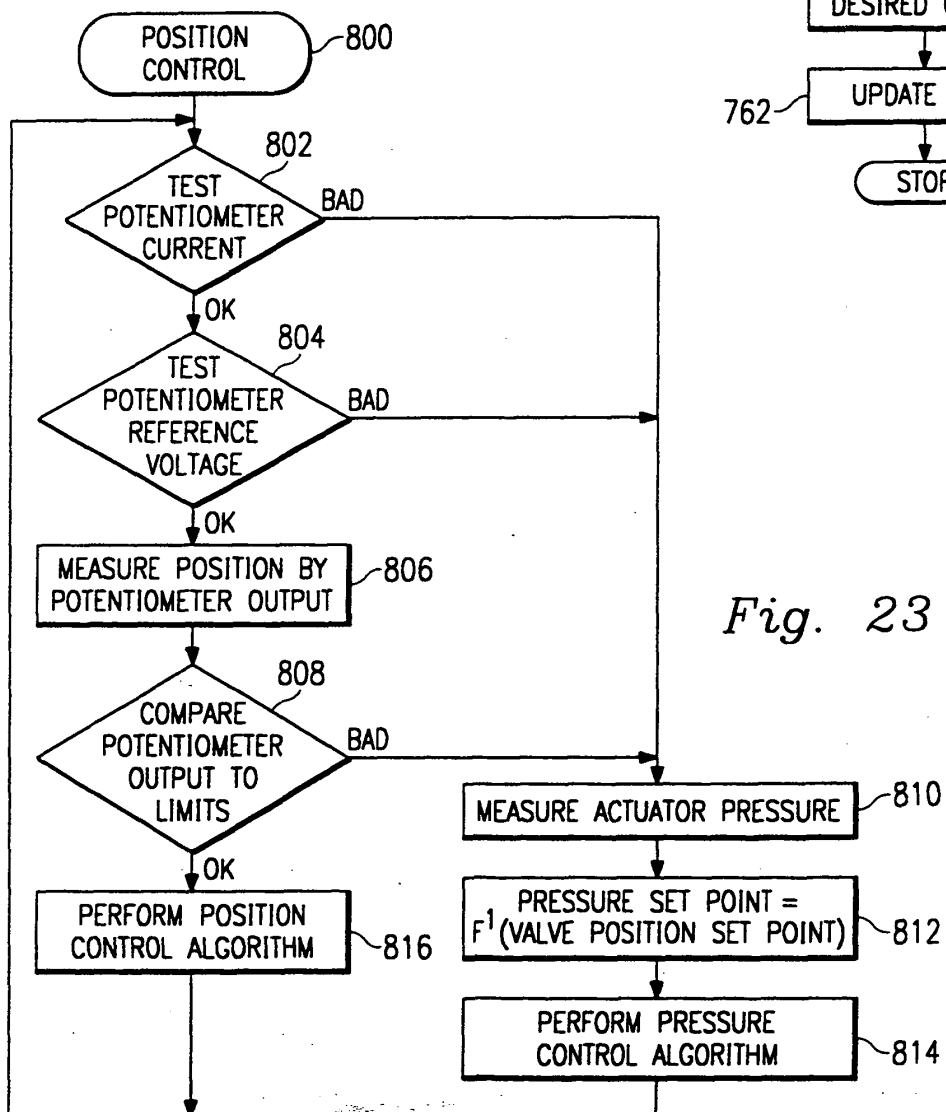 POSITION
CONTROL
800
802
TEST
POTENTIOMETER
CURRENT
BAD
OK
804
TEST
POTENTIOMETER
REFERENCE
VOLTAGE
BAD
OK
MEASURE POSITION BY
POTENTIOMETER OUTPUT
806
808
COMPARE
POTENTIOMETER
OUTPUT TO
LIMITS
BAD
OK
PERFORM POSITION
CONTROL ALGORITHM
816
DESIRED
762
UPDATE
STOP
Fig. 23
MEASURE ACTUATOR PRESSURE
810
PRESSURE SET POINT =
F¹(VALVE POSITION SET POINT)
812
PERFORM PRESSURE
CONTROL ALGORITHM
814